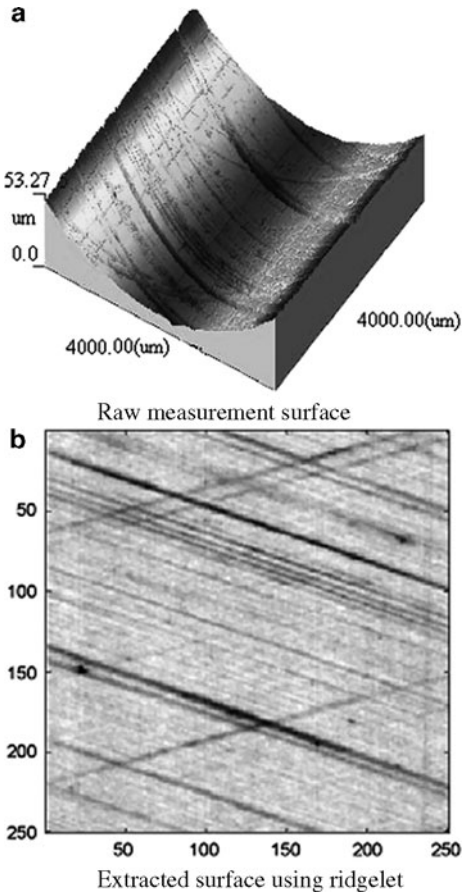 a
53.27
um
0.0
4000.00(um)
4000.00(um)
Raw measurement surface
b
50
100
150
200
250
50
100
150
200
250
Extracted surface using ridgelet